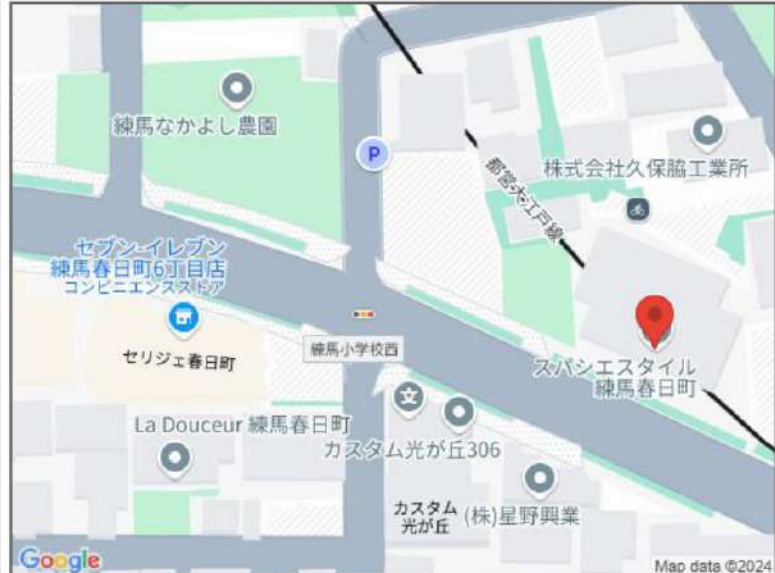 練馬なかよし農園
P
都営大江戸線
株式会社久保脇工業所
セブン-イレブン
練馬春日町6丁目店
コンビニエンスストア
セリジェ春日町
練馬小学校西
スパシエスタイル
練馬春日町
La Douceur 練馬春日町
文
カスタム光が丘306
カスタム
光が丘
(株)星野興業
Google
Map data ©2024